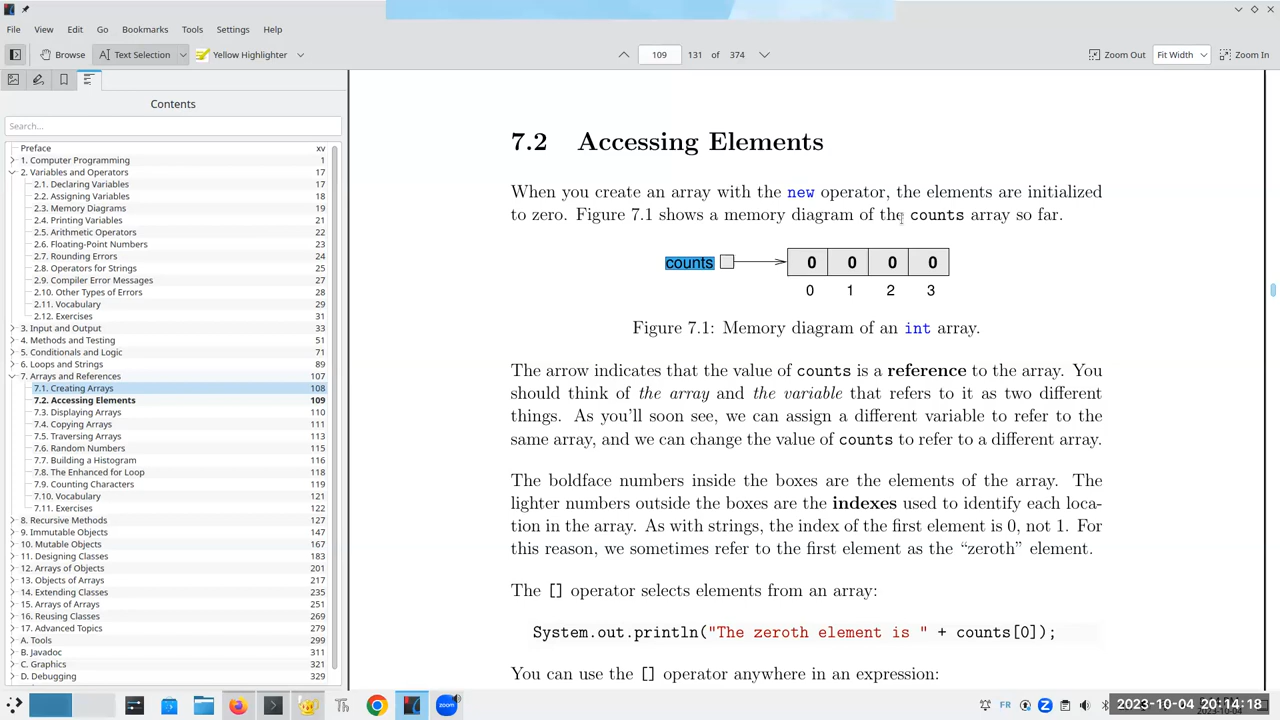 File View Edit Go Bookmarks Tools Settings Help
Browse Text Selection Yellow Highlighter 109 131 of 374 Zoom Out Fit Width Zoom In
Contents
Search...
Preface xv
1. Computer Programming 1
2. Variables and Operators 17
2.1. Declaring Variables 17
2.2. Assigning Variables 18
2.3. Memory Diagrams 19
2.4. Printing Variables 21
2.5. Arithmetic Operators 22
2.6. Floating-Point Numbers 23
2.7. Rounding Errors 24
2.8. Operators for Strings 25
2.9. Compiler Error Messages 27
2.10. Other Types of Errors 28
2.11. Vocabulary 29
2.12. Exercises 31
3. Input and Output 33
4. Methods and Testing 51
5. Conditionals and Logic 71
6. Loops and Strings 89
7. Arrays and References 107
7.1. Creating Arrays 108
7.2. Accessing Elements 109
7.3. Displaying Arrays 110
7.4. Copying Arrays 111
7.5. Traversing Arrays 113
7.6. Random Numbers 115
7.7. Building a Histogram 116
7.8. The Enhanced for Loop 118
7.9. Counting Characters 119
7.10. Vocabulary 121
7.11. Exercises 122
8. Recursive Methods 127
9. Immutable Objects 147
10. Mutable Objects 167
11. Designing Classes 183
12. Arrays of Objects 201
13. Objects of Arrays 217
14. Extending Classes 235
15. Arrays of Arrays 251
16. Reusing Classes 269
17. Advanced Topics 279
A. Tools 299
B. Javadoc 311
C. Graphics 321
D. Debugging 329
7.2 Accessing Elements
When you create an array with the new operator, the elements are initialized
to zero. Figure 7.1 shows a memory diagram of the counts array so far.
counts 0 0 0 0
0 1 2 3
Figure 7.1: Memory diagram of an int array.
The arrow indicates that the value of counts is a reference to the array. You
should think of the array and the variable that refers to it as two different
things. As you'll soon see, we can assign a different variable to refer to the
same array, and we can change the value of counts to refer to a different array.
The boldface numbers inside the boxes are the elements of the array. The
lighter numbers outside the boxes are the indexes used to identify each loca-
tion in the array. As with strings, the index of the first element is 0, not 1. For
this reason, we sometimes refer to the first element as the “zeroth” element.
The [] operator selects elements from an array:
System.out.println("The zeroth element is " + counts[0]);
You can use the [] operator anywhere in an expression:
zoom FR 2023-10-04 20:14:18